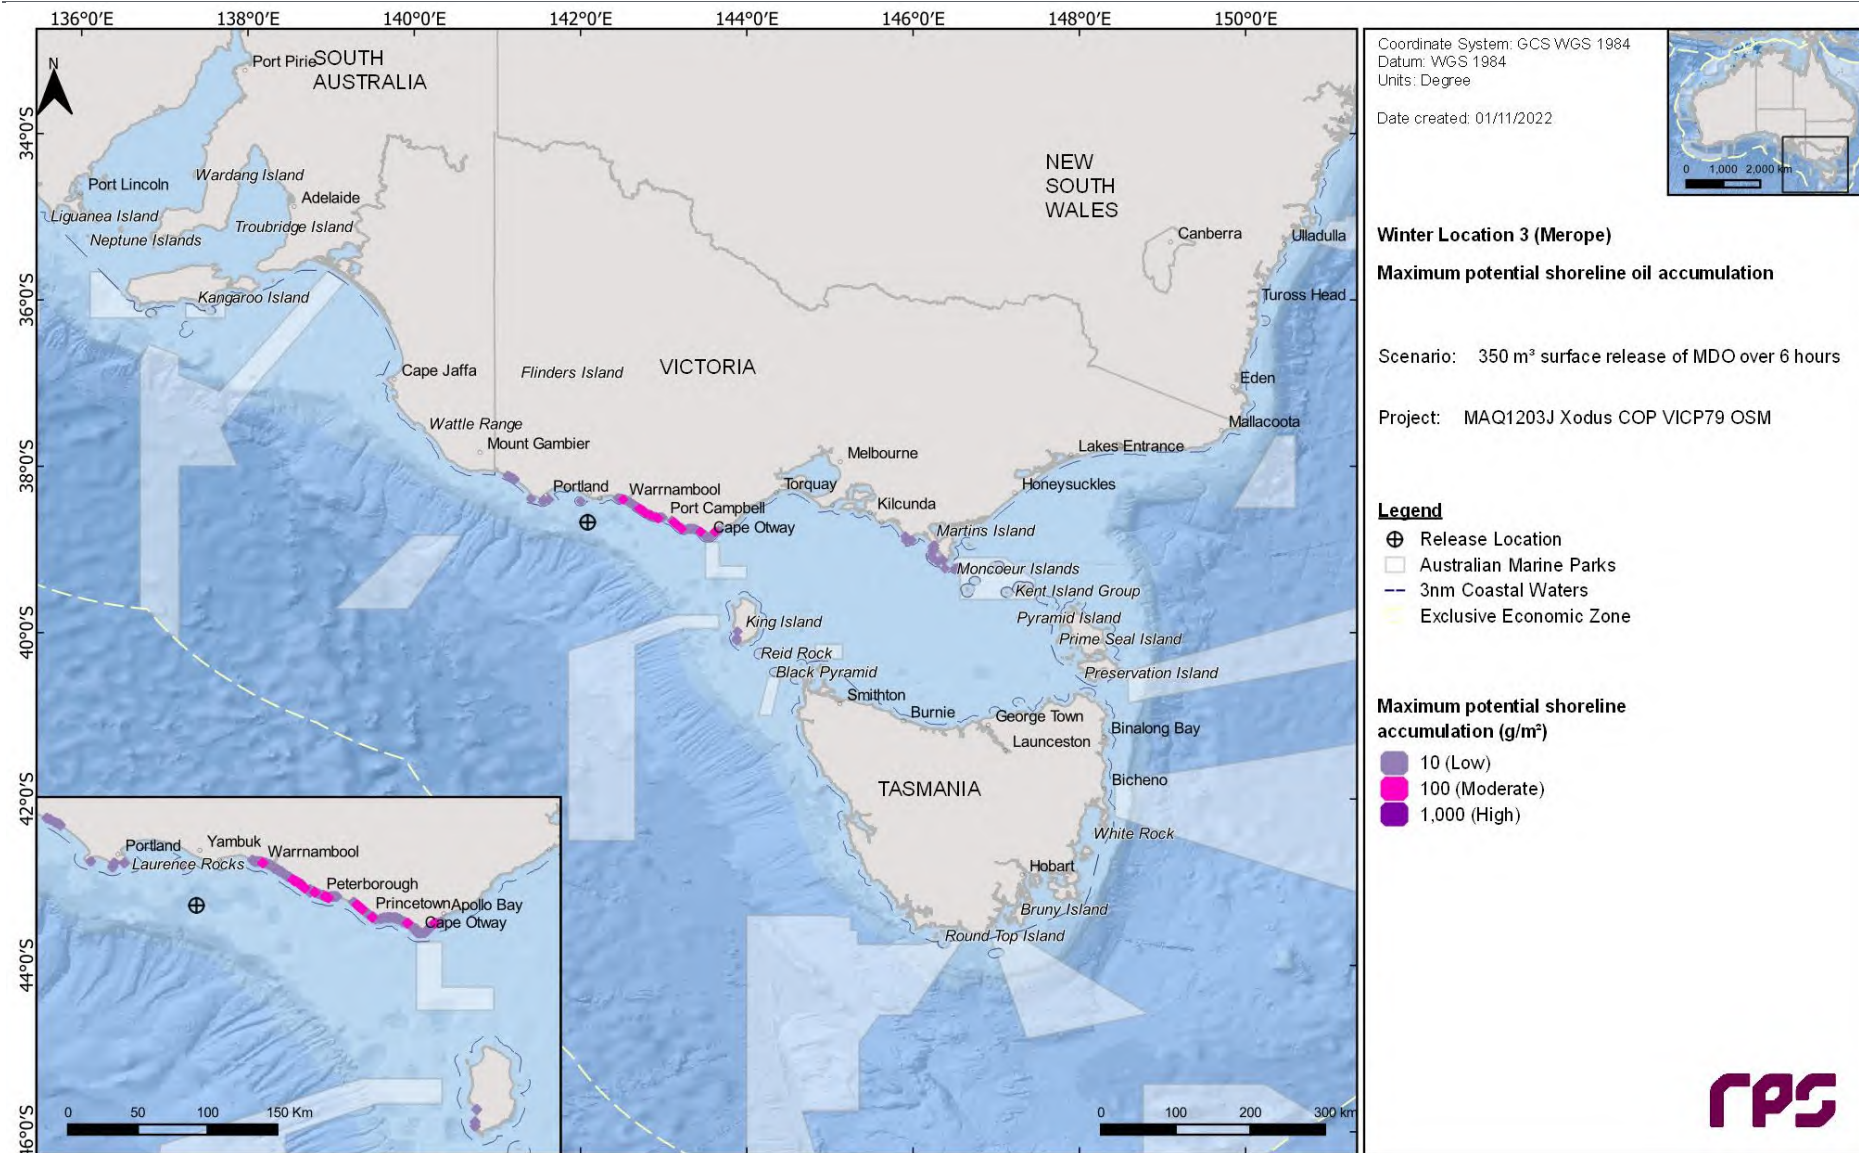 136°0'E 138°0'E 140°0'E 142°0'E 144°0'E 146°0'E 148°0'E 150°0'E
34°0'S
36°0'S
38°0'S
40°0'S
42°0'S
44°0'S
46°0'S
N
Port Pirie
SOUTH
AUSTRALIA
Port Lincoln
Wardang Island
Adelaide
Liguanea Island
Neptune Islands
Troubridge Island
Kangaroo Island
NEW
SOUTH
WALES
Canberra
Ulladulla
Tuross Head
Cape Jaffa
Flinders Island
VICTORIA
Eden
Wattle Range
Mount Gambier
Mallacoota
Melbourne
Lakes Entrance
Portland
Warrnambool
Torquay
Honeysuckles
Port Campbell
Kilcunda
Cape Otway
Martins Island
Moncoeur Islands
Kent Island Group
King Island
Pyramid Island
Prime Seal Island
Reid Rock
Black Pyramid
Preservation Island
Smithton
Burnie
George Town
Binalong Bay
Launceston
Bicheno
TASMANIA
White Rock
Hobart
Bruny Island
Round Top Island
0 100 200 300 km
Portland
Yambuk
Warrnambool
Laurence Rocks
Peterborough
Princetown
Apollo Bay
Cape Otway
0 50 100 150 Km
Coordinate System: GCS WGS 1984
Datum: WGS 1984
Units: Degree
Date created: 01/11/2022
0 1,000 2,000 km
Winter Location 3 (Merope)
Maximum potential shoreline oil accumulation
Scenario: 350 m³ surface release of MDO over 6 hours
Project: MAQ1203J Xodus COP VICP79 OSM
Legend
Release Location
Australian Marine Parks
3nm Coastal Waters
Exclusive Economic Zone
Maximum potential shoreline
accumulation (g/m²)
10 (Low)
100 (Moderate)
1,000 (High)
rps